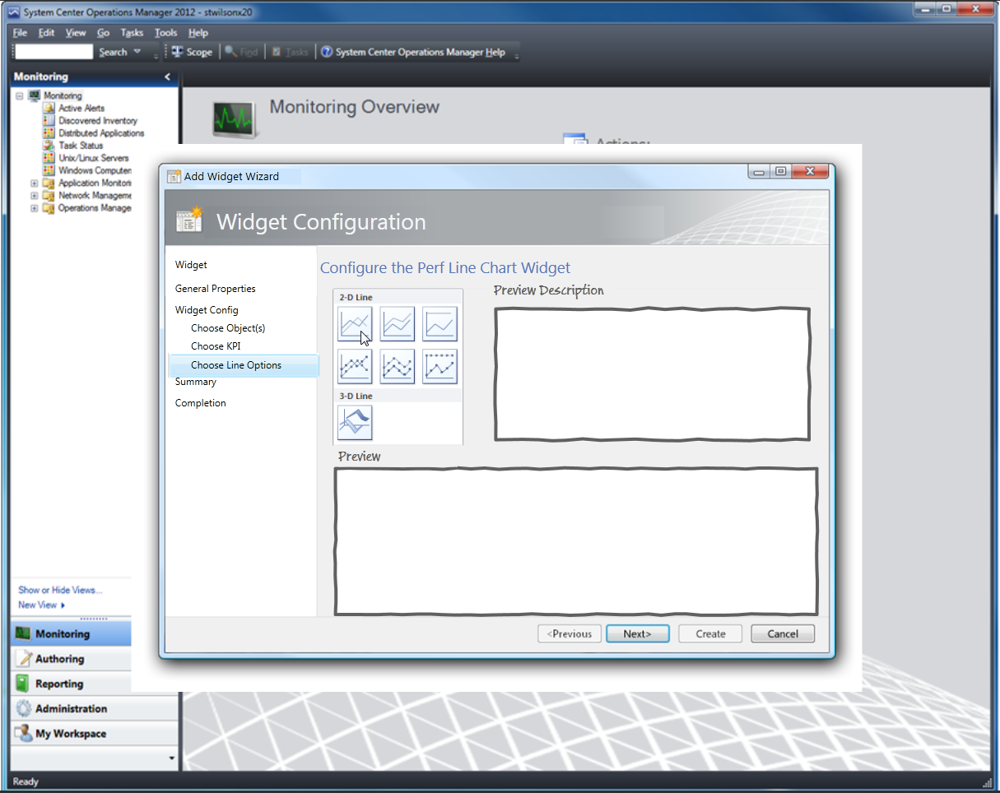 System Center Operations Manager 2012 - stwilsonx20
File Edit View Go Tasks Tools Help
Search Scope Find Tasks System Center Operations Manager Help
Monitoring
Monitoring
Active Alerts
Discovered Inventory
Distributed Applications
Task Status
Unix/Linux Servers
Windows Computer
Application Monitori
Network Manageme
Operations Manage
Show or Hide Views...
New View
Monitoring
Authoring
Reporting
Administration
My Workspace
Ready
Monitoring Overview
Actions:
Add Widget Wizard
Widget Configuration
Widget
General Properties
Widget Config
Choose Object(s)
Choose KPI
Choose Line Options
Summary
Completion
Configure the Perf Line Chart Widget
2-D Line
3-D Line
Preview Description
Preview
<Previous Next> Create Cancel